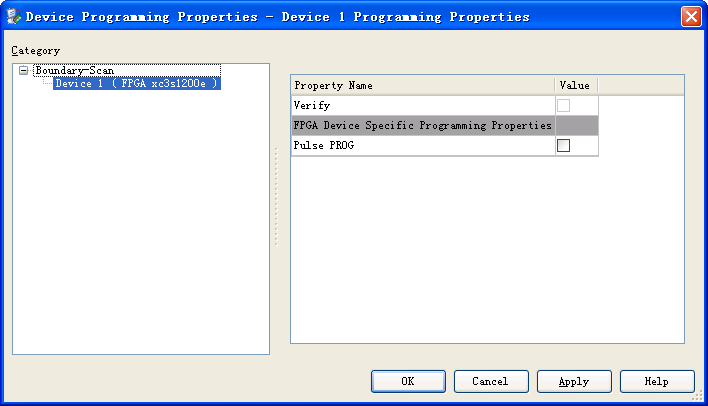 Device Programming Properties - Device 1 Programming Properties
Category
Boundary-Scan
Device 1 ( FPGA xc3s1200e )
Property Name Value
Verify
FPGA Device Specific Programming Properties
Pulse PROG
OK Cancel Apply Help